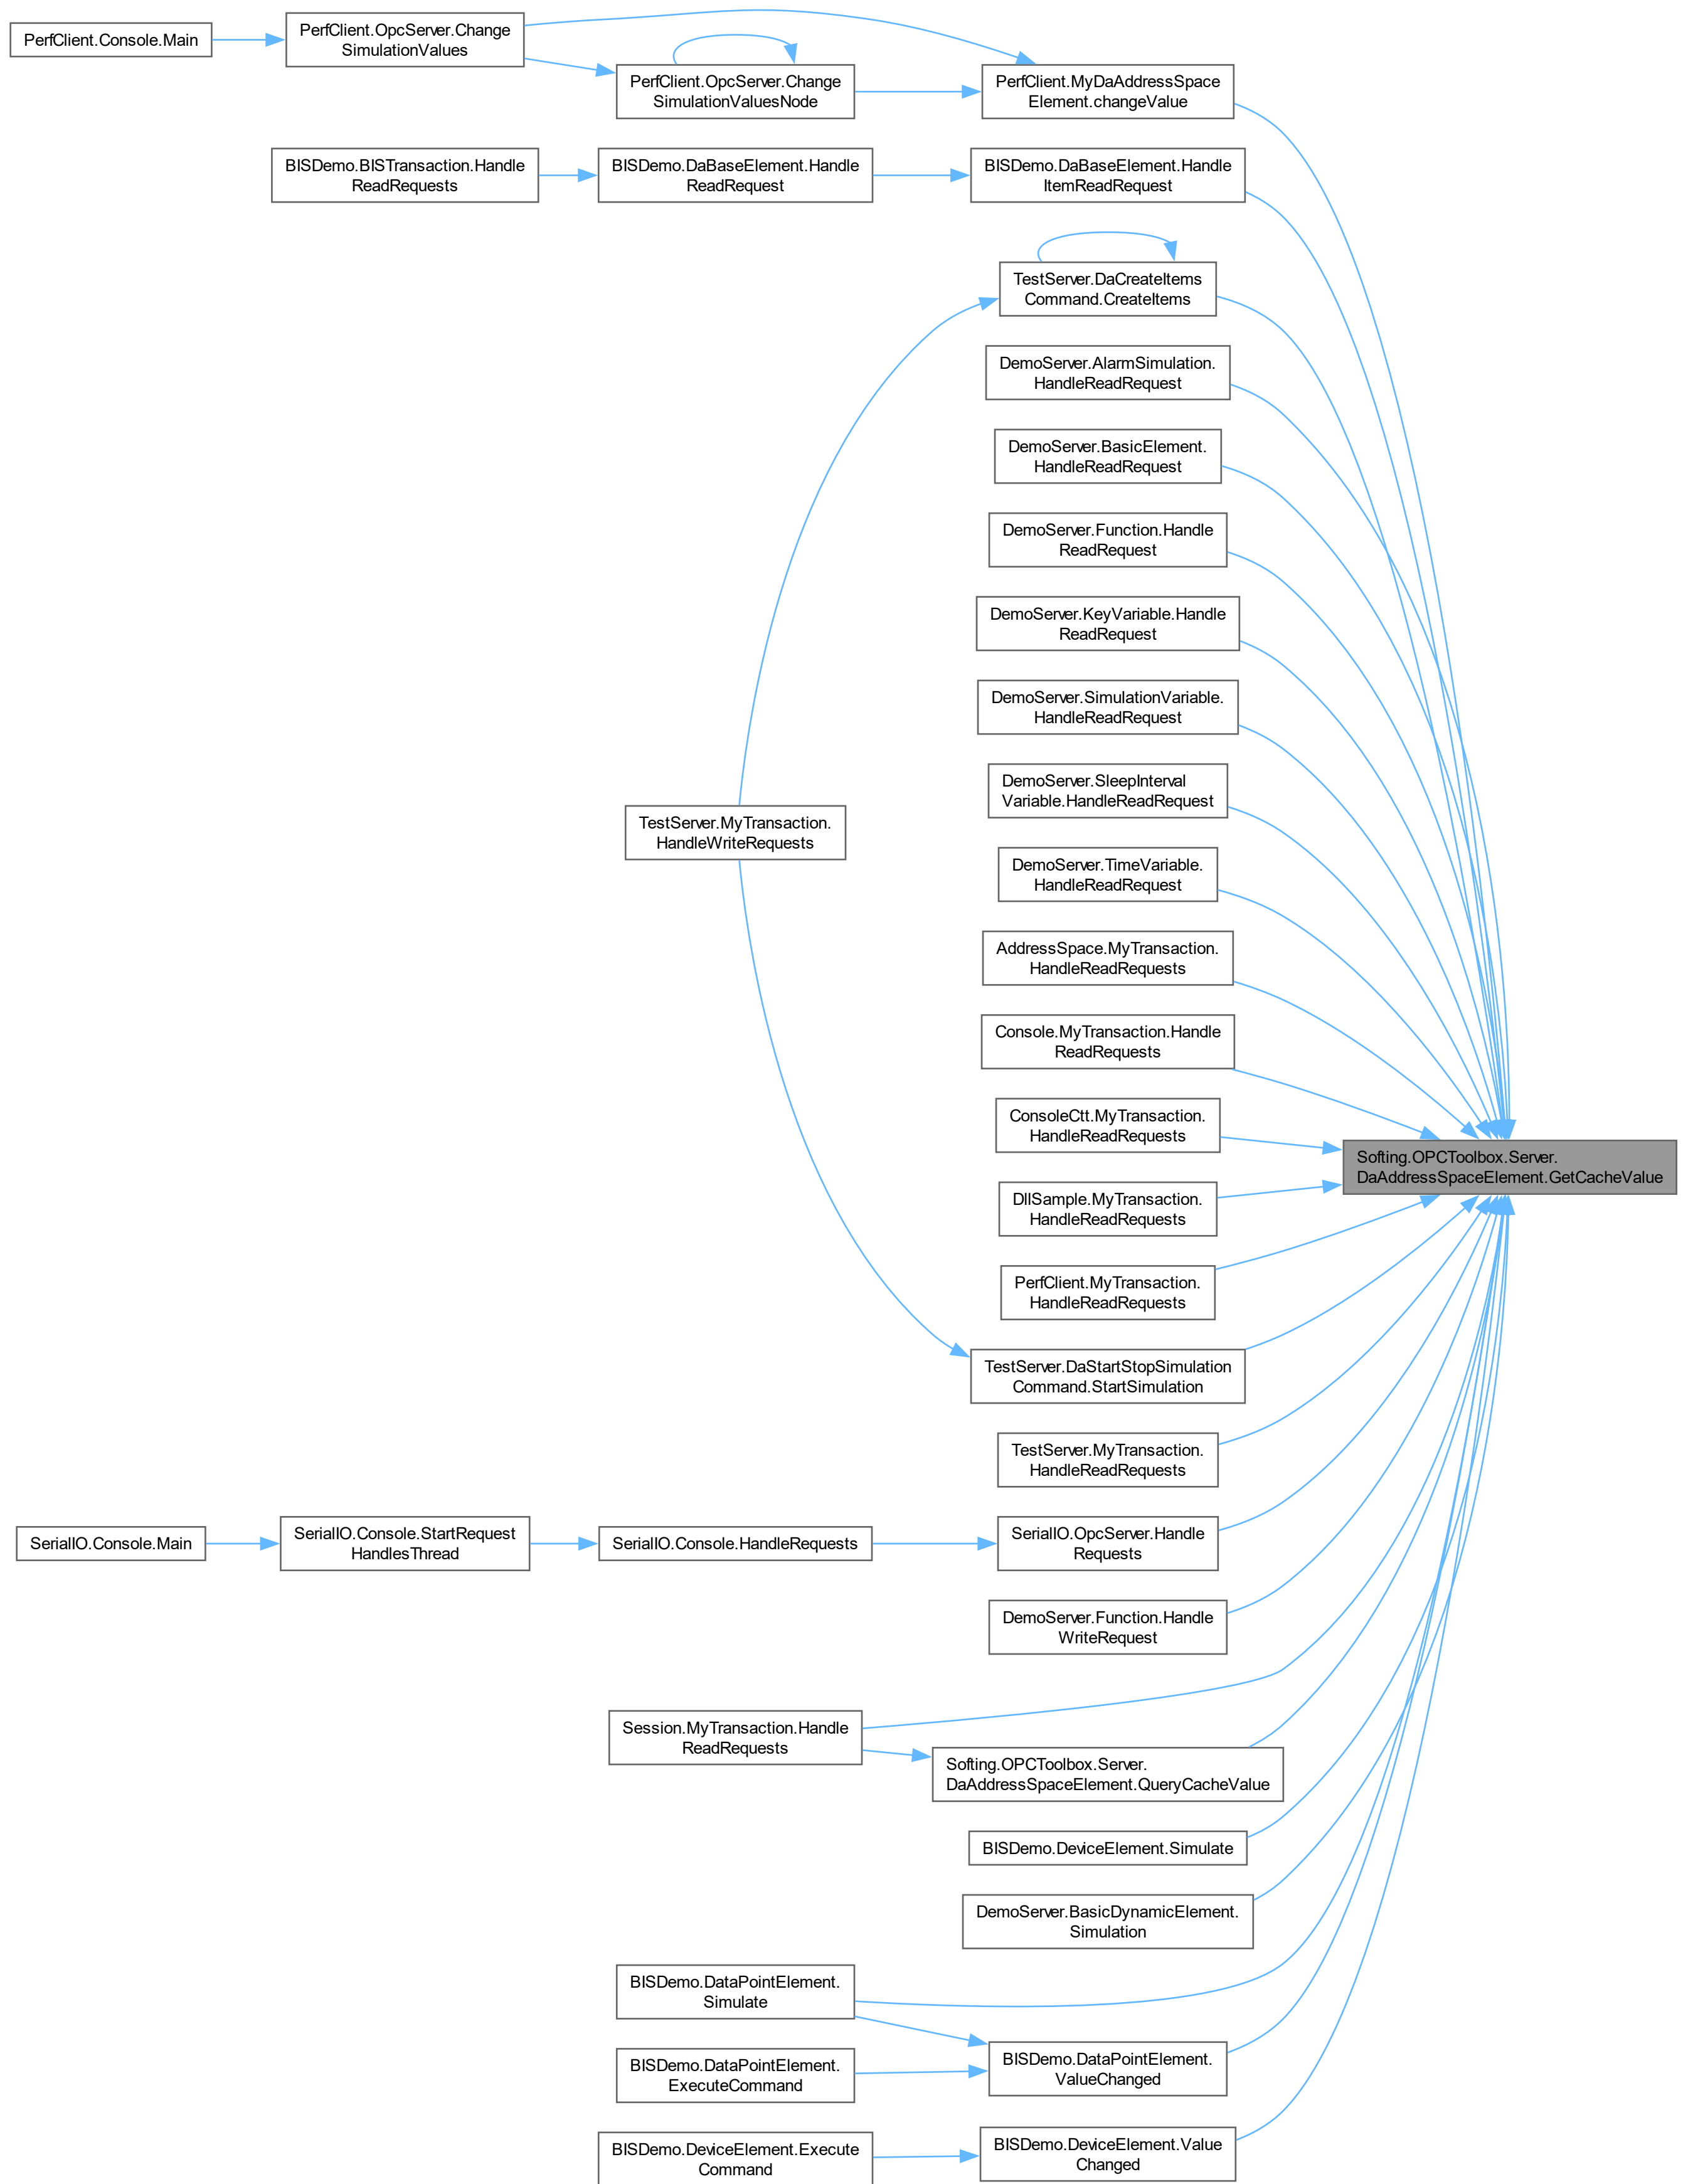 PerfClient.Console.Main
PerfClient.OpcServer.Change
SimulationValues
PerfClient.OpcServer.Change
SimulationValuesNode
PerfClient.MyDaAddressSpace
Element.changeValue
BISDemo.BISTransaction.Handle
ReadRequests
BISDemo.DaBaseElement.Handle
ReadRequest
BISDemo.DaBaseElement.Handle
ItemReadRequest
TestServer.DaCreateItems
Command.CreateItems
DemoServer.AlarmSimulation.
HandleReadRequest
DemoServer.BasicElement.
HandleReadRequest
DemoServer.Function.Handle
ReadRequest
DemoServer.KeyVariable.Handle
ReadRequest
DemoServer.SimulationVariable.
HandleReadRequest
DemoServer.SleepInterval
Variable.HandleReadRequest
TestServer.MyTransaction.
HandleWriteRequests
DemoServer.TimeVariable.
HandleReadRequest
AddressSpace.MyTransaction.
HandleReadRequests
Console.MyTransaction.Handle
ReadRequests
ConsoleCtt.MyTransaction.
HandleReadRequests
Softing.OPCToolbox.Server.
DaAddressSpaceElement.GetCacheValue
DllSample.MyTransaction.
HandleReadRequests
PerfClient.MyTransaction.
HandleReadRequests
TestServer.DaStartStopSimulation
Command.StartSimulation
TestServer.MyTransaction.
HandleReadRequests
SerialIO.Console.Main
SerialIO.Console.StartRequest
HandlesThread
SerialIO.Console.HandleRequests
SerialIO.OpcServer.Handle
Requests
DemoServer.Function.Handle
WriteRequest
Session.MyTransaction.Handle
ReadRequests
Softing.OPCToolbox.Server.
DaAddressSpaceElement.QueryCacheValue
BISDemo.DeviceElement.Simulate
DemoServer.BasicDynamicElement.
Simulation
BISDemo.DataPointElement.
Simulate
BISDemo.DataPointElement.
ExecuteCommand
BISDemo.DataPointElement.
ValueChanged
BISDemo.DeviceElement.Execute
Command
BISDemo.DeviceElement.Value
Changed